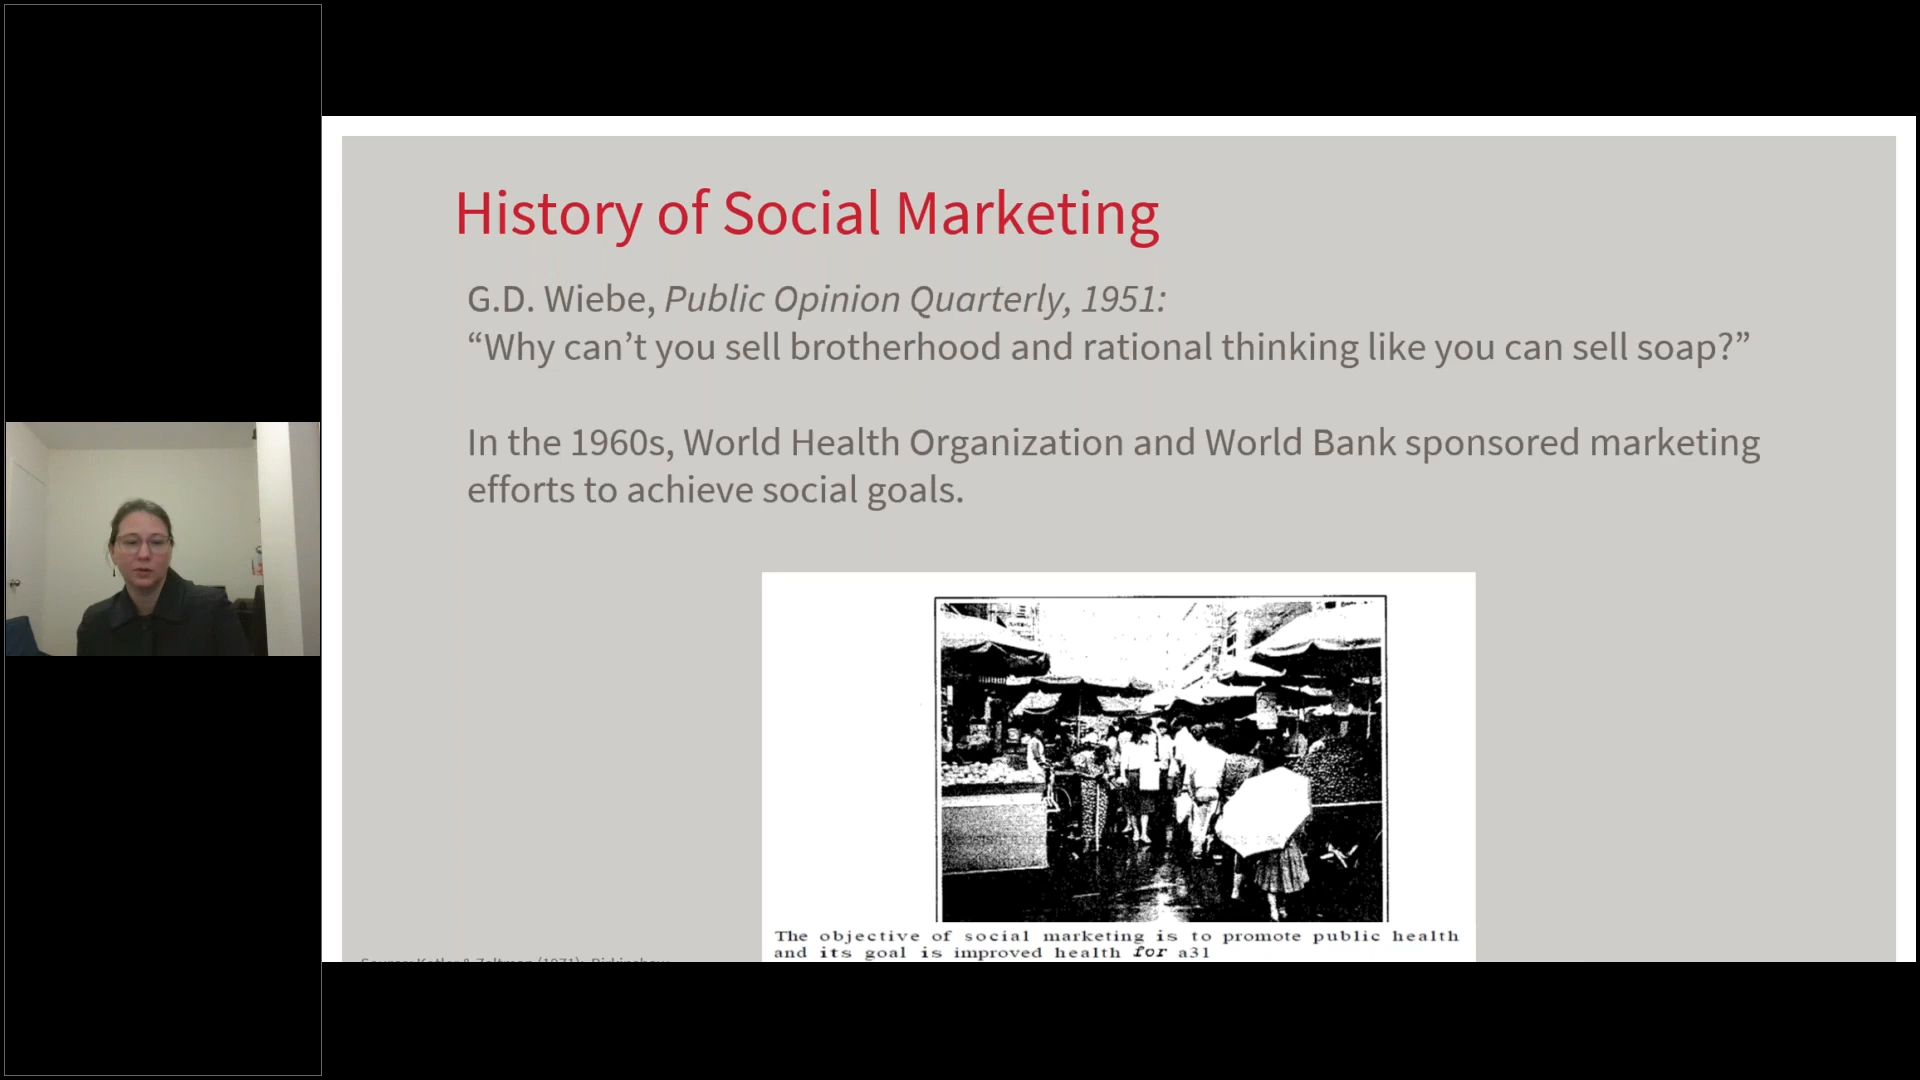 History of Social Marketing
G.D. Wiebe, Public Opinion Quarterly, 1951:
“Why can’t you sell brotherhood and rational thinking like you can sell soap?”
In the 1960s, World Health Organization and World Bank sponsored marketing
efforts to achieve social goals.
The objective of social marketing is to promote public health
and its goal is improved health for a31